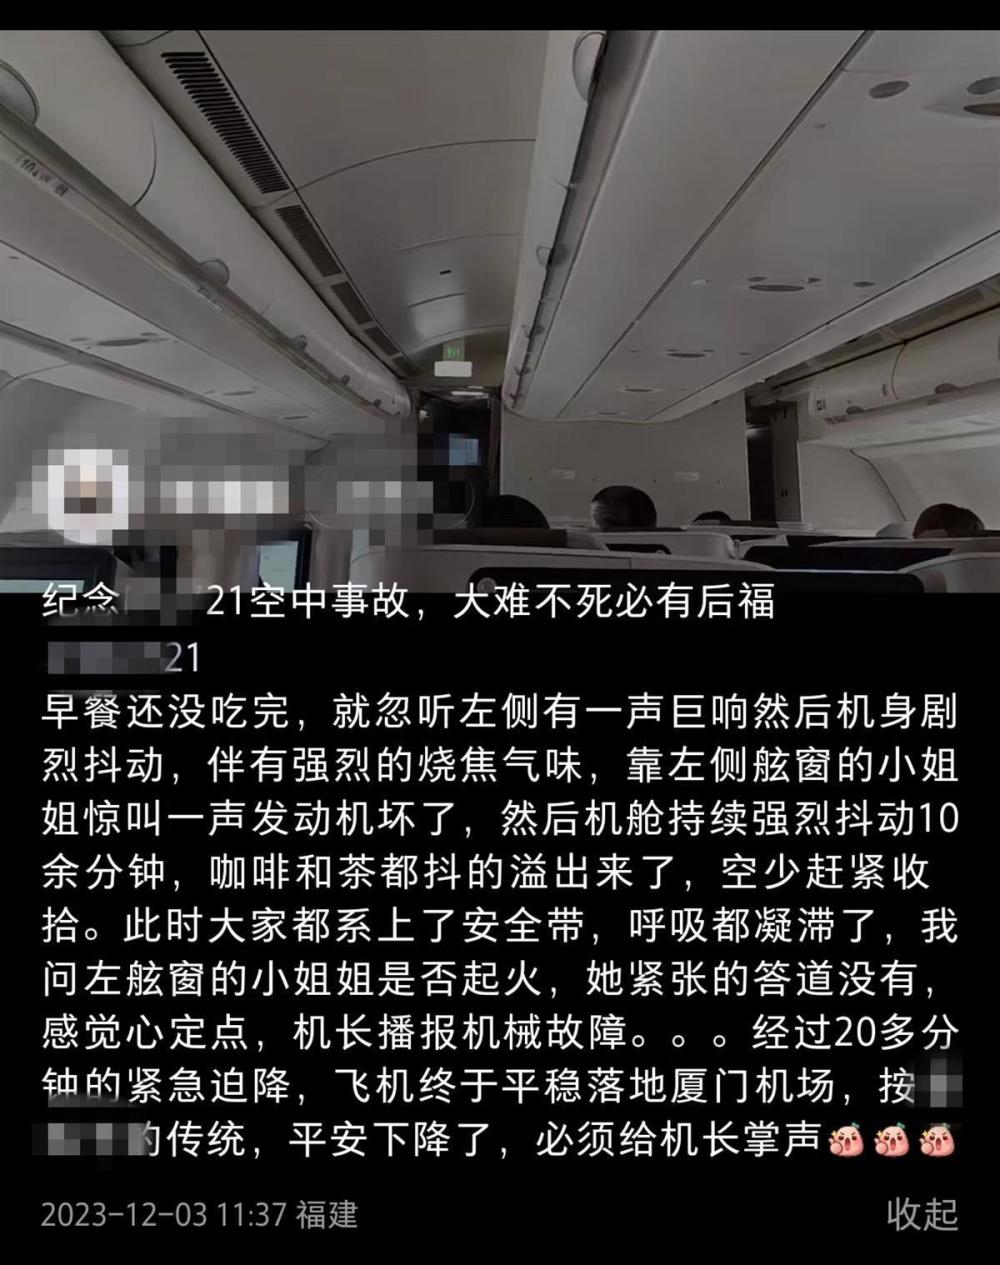 纪念 21空中事故，大难不死必有后福
21
早餐还没吃完，就忽听左侧有一声巨响然后机身剧
烈抖动，伴有强烈的烧焦气味，靠左侧舷窗的小姐
姐惊叫一声发动机坏了，然后机舱持续强烈抖动10
余分钟，咖啡和茶都抖的溢出来了，空少赶紧收
拾。此时大家都系上了安全带，呼吸都凝滞了，我
问左舷窗的小姐姐是否起火，她紧张的答道没有，
感觉心定点，机长播报机械故障。。。经过20多分
钟的紧急迫降，飞机终于平稳落地厦门机场，按
的传统，平安下降了，必须给机长掌声
2023-12-03 11:37 福建
收起